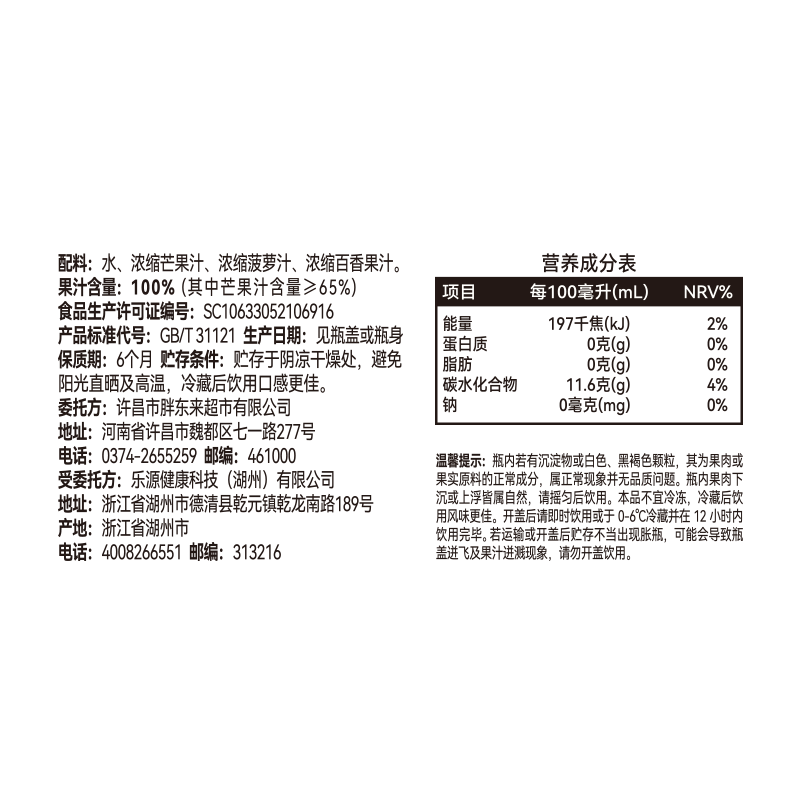 配料：水、浓缩芒果汁、浓缩菠萝汁、浓缩百香果汁。
果汁含量：100%（其中芒果汁含量≥65%）
食品生产许可证编号：SC10633052106916
产品标准代号：GB/T 31121 生产日期：见瓶盖或瓶身
保质期：6个月 贮存条件：贮存于阴凉干燥处，避免
阳光直晒及高温，冷藏后饮用口感更佳。
委托方：许昌市胖东来超市有限公司
地址：河南省许昌市魏都区七一路277号
电话：0374-2655259 邮编：461000
受委托方：乐源健康科技（湖州）有限公司
地址：浙江省湖州市德清县乾元镇乾龙南路189号
产地：浙江省湖州市
电话：4008266551 邮编：313216
营养成分表
项目 每100毫升(mL) NRV%
能量 197千焦(kJ) 2%
蛋白质 0克(g) 0%
脂肪 0克(g) 0%
碳水化合物 11.6克(g) 4%
钠 0毫克(mg) 0%
温馨提示：瓶内若有沉淀物或白色、黑褐色颗粒，其为果肉或
果实原料的正常成分，属正常现象并无品质问题。瓶内果肉下
沉或上浮皆属自然，请摇匀后饮用。本品不宜冷冻，冷藏后饮
用风味更佳。开盖后请即时饮用或于 0-6℃冷藏并在 12 小时内
饮用完毕。若运输或开盖后贮存不当出现胀瓶，可能会导致瓶
盖迸飞及果汁迸溅现象，请勿开盖饮用。